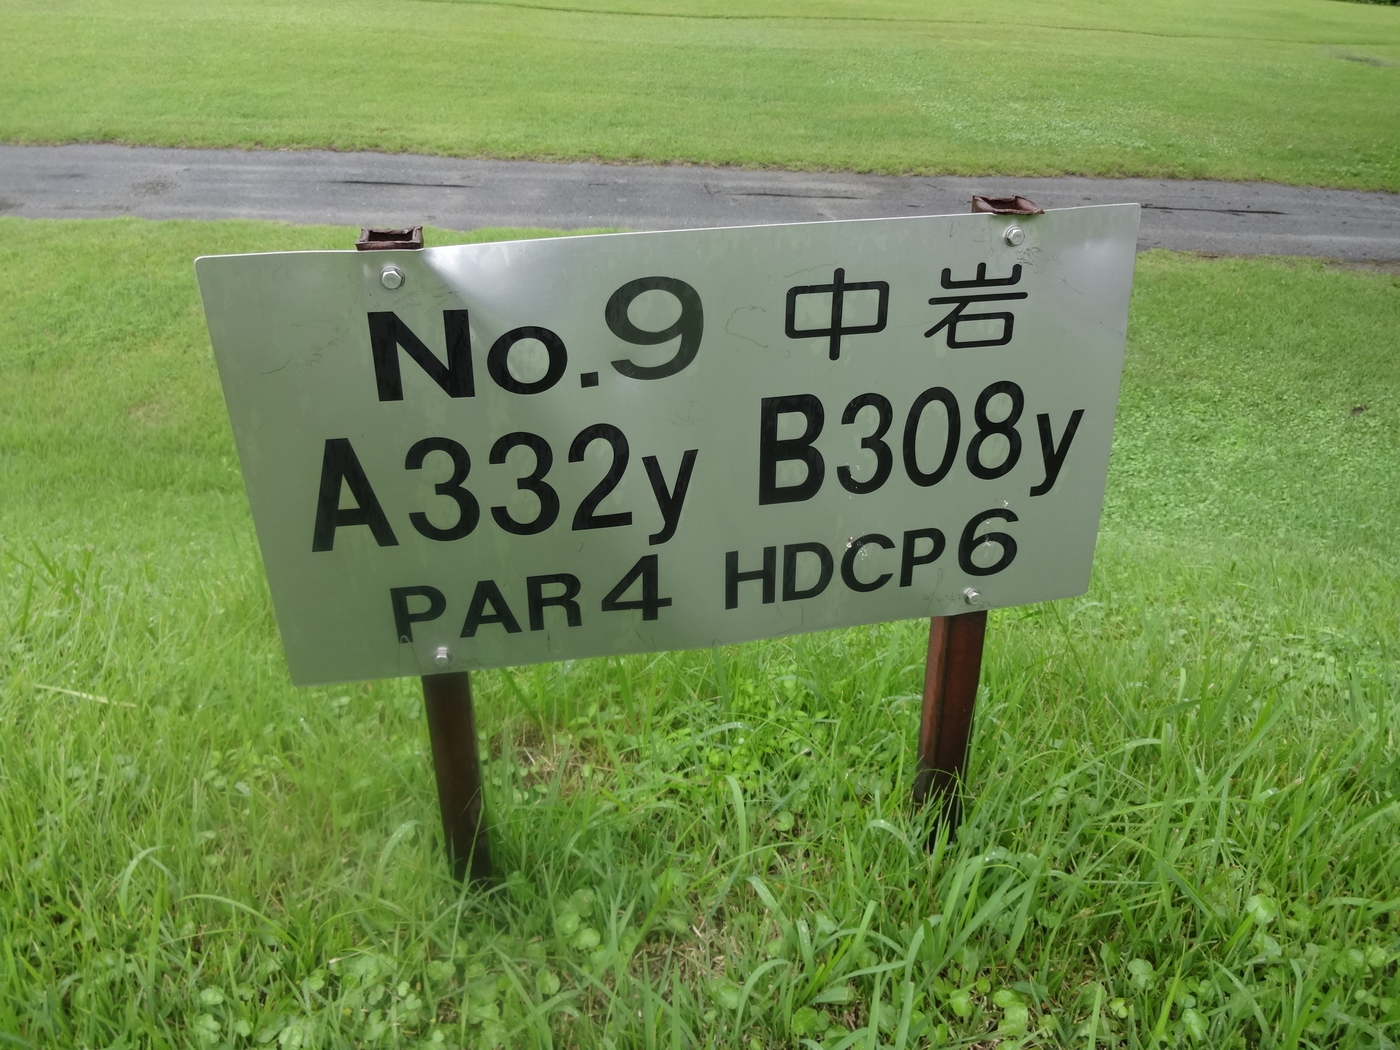 No.9 中岩
A332y B308y
PAR4 HDCP6